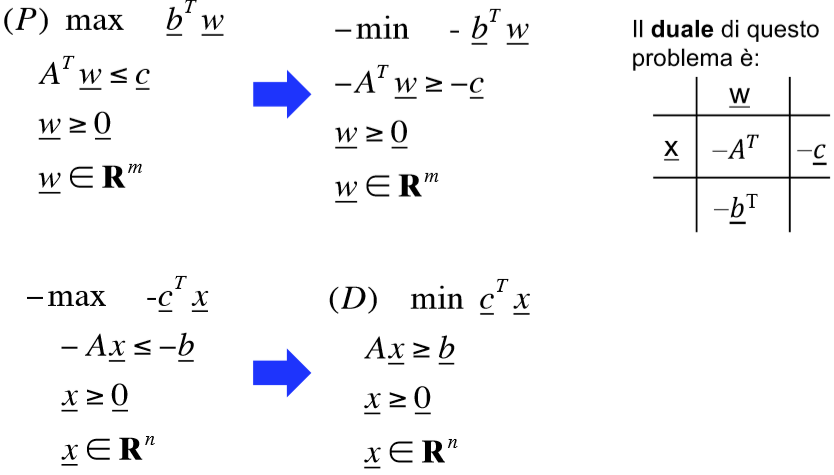 (P) max b^T w
A^T w ≤ c
w ≥ 0
w ∈ R^m
−min - b^T w
−A^T w ≥ −c
w ≥ 0
w ∈ R^m
Il duale di questo
problema è:
w
x −A^T −c
−b^T
−max -c^T x
− Ax ≤ −b
x ≥ 0
x ∈ R^n
(D) min c^T x
Ax ≥ b
x ≥ 0
x ∈ R^n